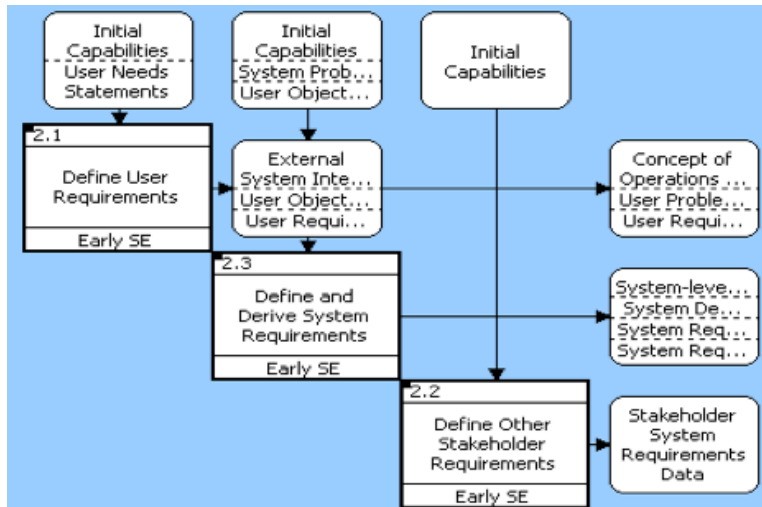 Initial
Capabilities
User Needs
Statements
Initial
Capabilities
System Prob...
User Object...
Initial
Capabilities
2.1
Define User
Requirements
Early SE
External
System Inte...
User Object...
User Requi...
Concept of
Operations ...
User Proble...
User Requi...
2.3
Define and
Derive System
Requirements
Early SE
System-leve...
System De...
System Req...
System Req...
2.2
Define Other
Stakeholder
Requirements
Early SE
Stakeholder
System
Requirements
Data